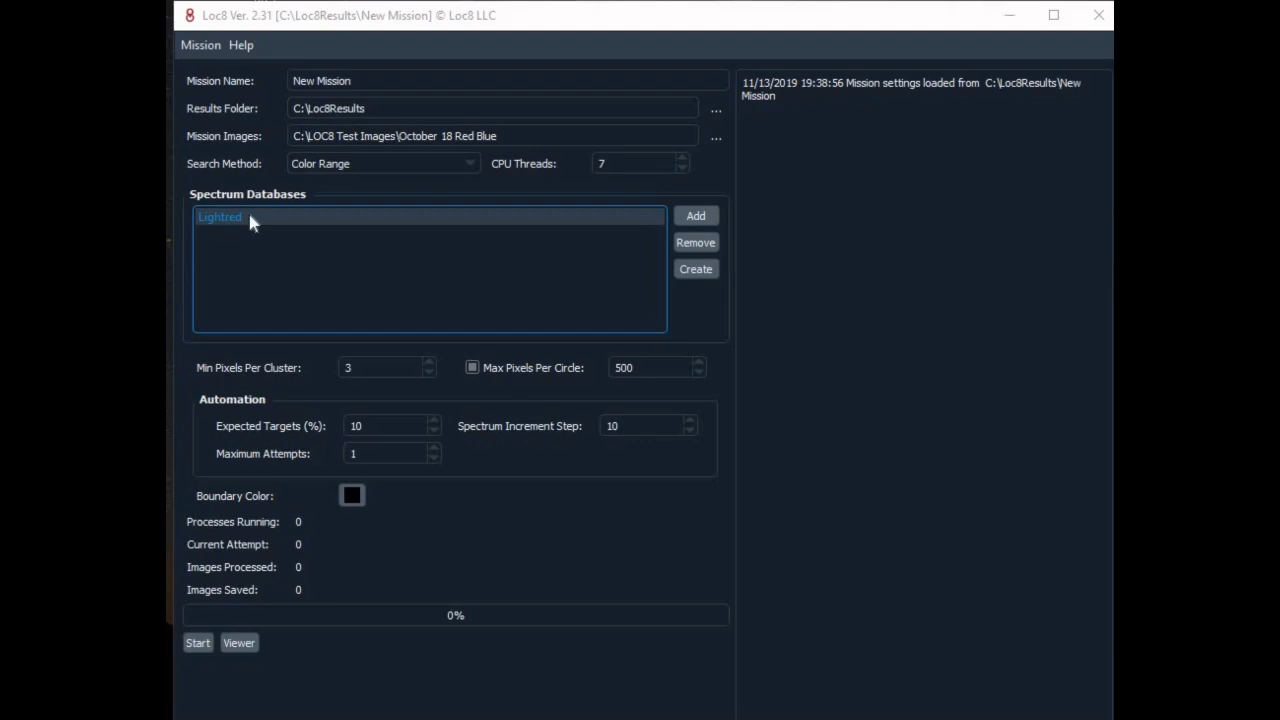 Loc8 Ver. 2.31 [C:\Loc8Results\New Mission] © Loc8 LLC
Mission Help
Mission Name: New Mission
Results Folder: C:\Loc8Results ...
Mission Images: C:\LOC8 Test Images\October 18 Red Blue ...
Search Method: Color Range CPU Threads: 7
Spectrum Databases
Lightred
Add
Remove
Create
Min Pixels Per Cluster: 3 Max Pixels Per Circle: 500
Automation
Expected Targets (%): 10 Spectrum Increment Step: 10
Maximum Attempts: 1
Boundary Color:
Processes Running: 0
Current Attempt: 0
Images Processed: 0
Images Saved: 0
0%
Start Viewer
11/13/2019 19:38:56 Mission settings loaded from C:\Loc8Results\New
Mission